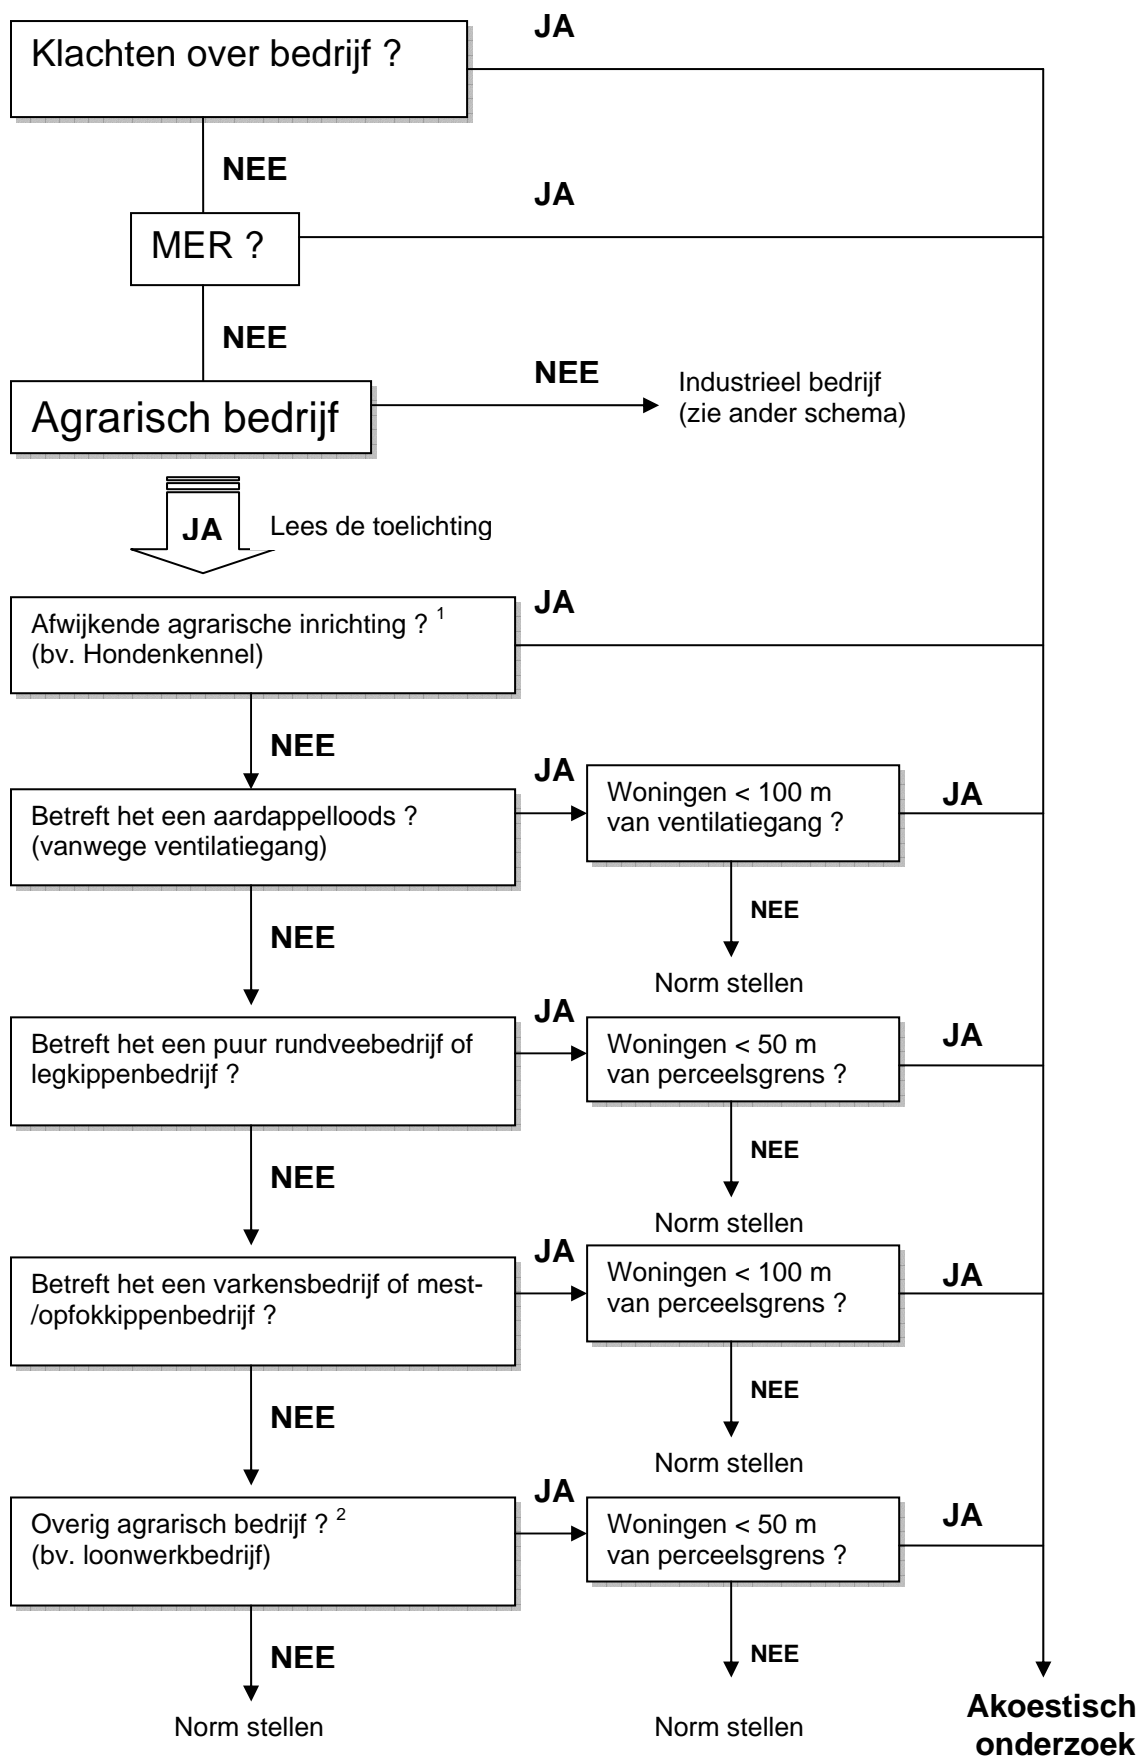 JA
Klachten over bedrijf ?
NEE
JA
MER ?
NEE
NEE
Industrieel bedrijf
(zie ander schema)
Agrarisch bedrijf
JA
Lees de toelichting
JA
Afwijkende agrarische inrichting ? 1
(bv. Hondenkennel)
NEE
JA
Woningen < 100 m
van ventilatiegang ?
JA
Betreft het een aardappelloods ?
(vanwege ventilatiegang)
NEE
NEE
Norm stellen
JA
Betreft het een puur rundveebedrijf of
legkippenbedrijf ?
Woningen < 50 m
van perceelsgrens ?
JA
NEE
NEE
Norm stellen
JA
Betreft het een varkensbedrijf of mest-
/opfokkippenbedrijf ?
Woningen < 100 m
van perceelsgrens ?
JA
NEE
NEE
Norm stellen
JA
Overig agrarisch bedrijf ? 2
(bv. loonwerkbedrijf)
Woningen < 50 m
van perceelsgrens ?
JA
NEE
NEE
Norm stellen
Norm stellen
Akoestisch
onderzoek